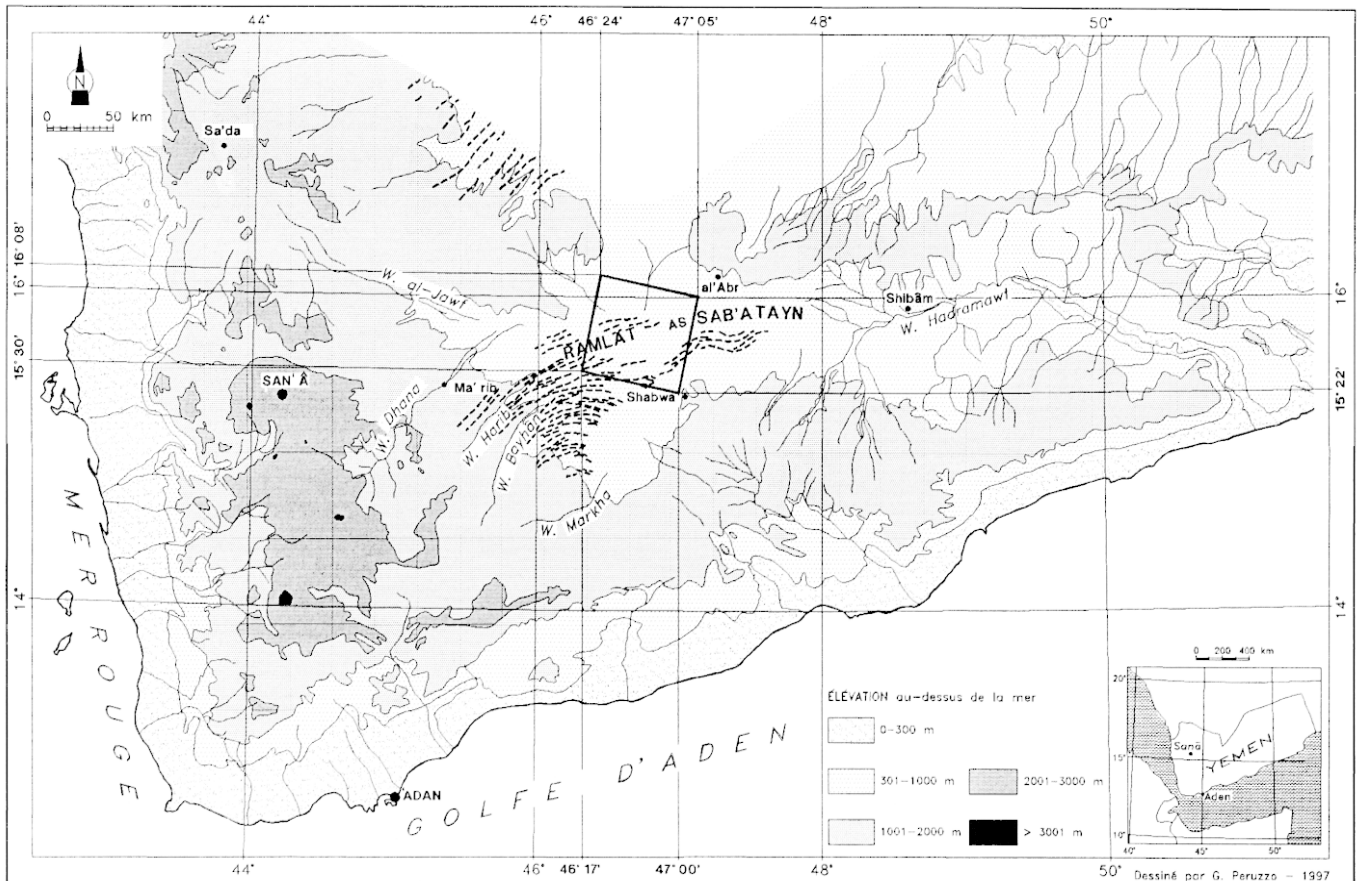 44°
46°
46° 24'
47° 05'
48°
50°
N
0 50 km
Sa'da
16° 08'
16°
16°
15° 30'
15° 22'
14°
14°
W. al-Jawf
al'Abr
Shibām
W. Hadramawt
RAMLAT AS SAB'ATAYN
SAN'Â
Ma'rib
Shabwa
W. Dhana
W. Harib
W. Bayhān
W. Markha
MER ROUGE
'ADAN
GOLFE D'ADEN
ÉLÉVATION au-dessus de la mer
0-300 m
301-1000 m
2001-3000 m
1001-2000 m
> 3001 m
0 200 400 km
20°
15°
10°
Sanā
YEMEN
Aden
40°
45°
50°
44°
46°
46° 17'
47° 00'
48°
50°
Dessiné par G. Peruzzo - 1997